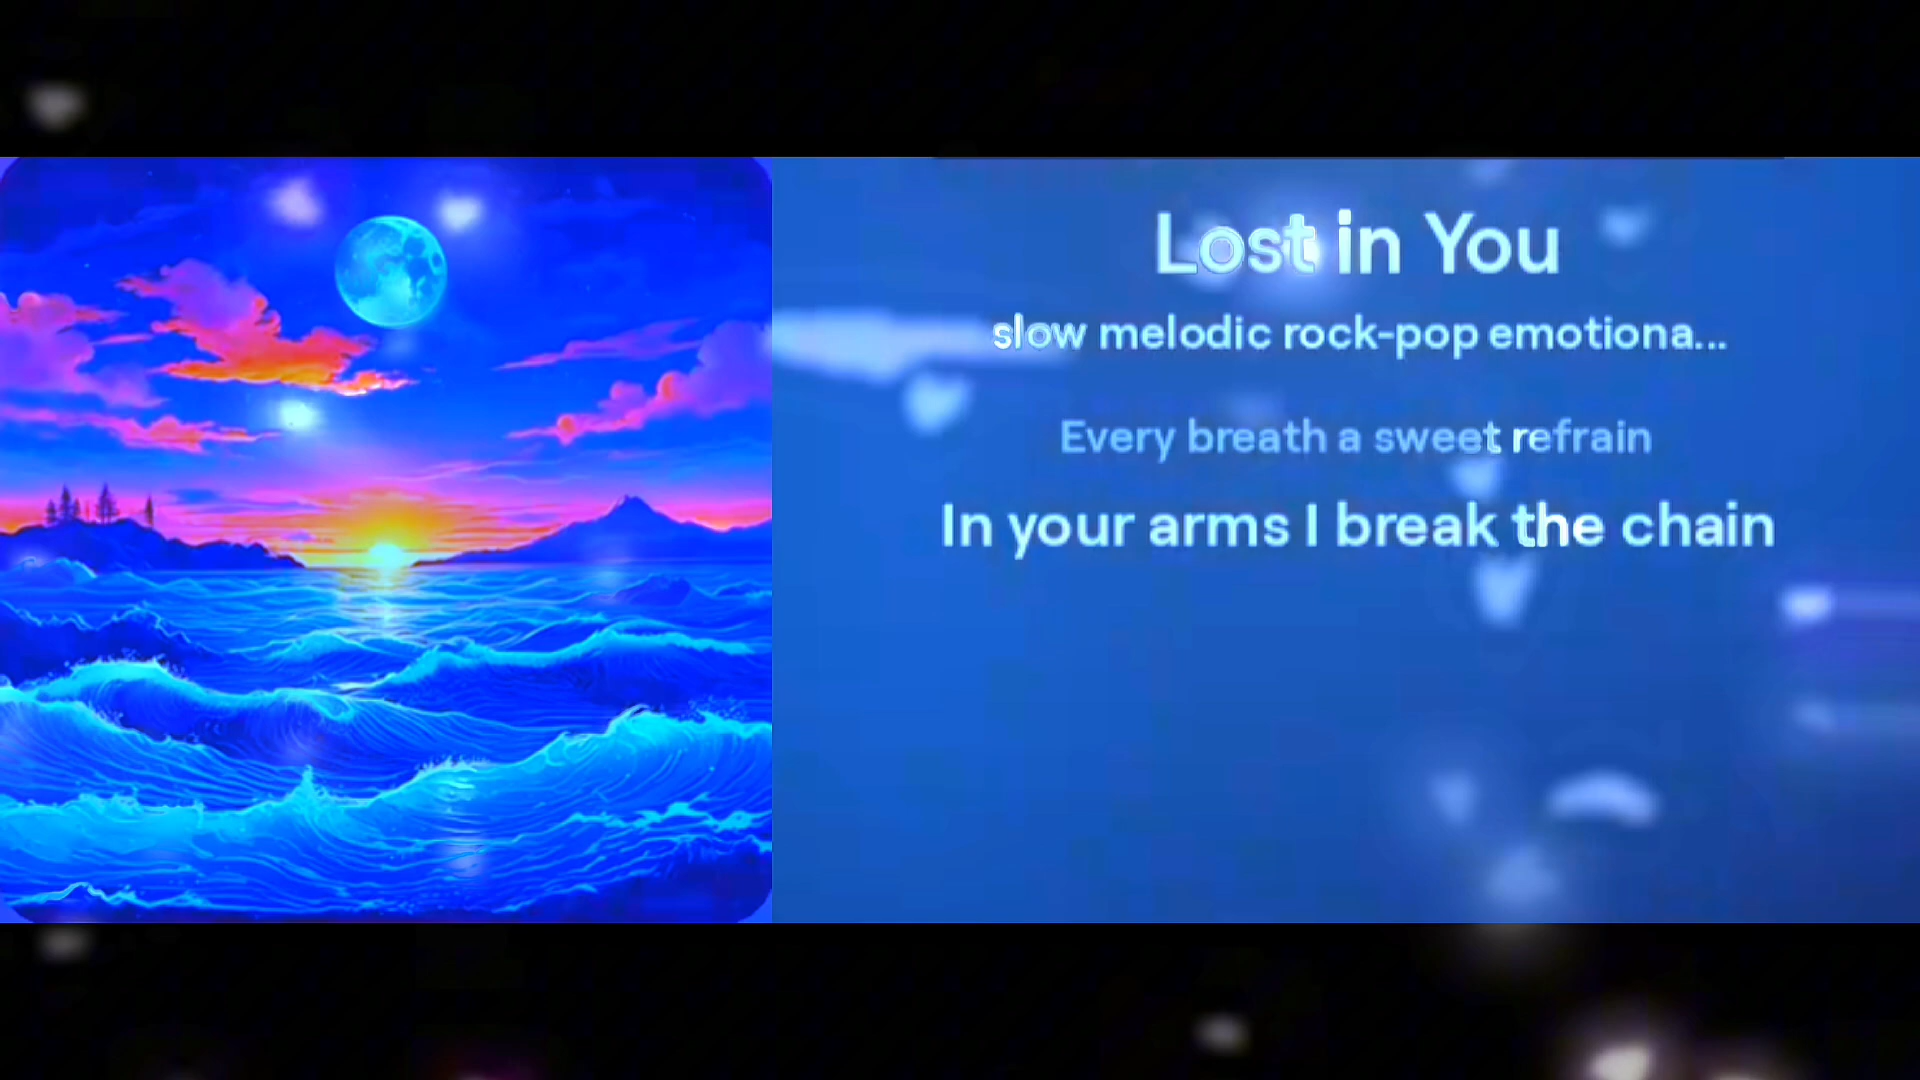 Lost in You
slow melodic rock-pop emotiona...
Every breath a sweet refrain
In your arms I break the chain